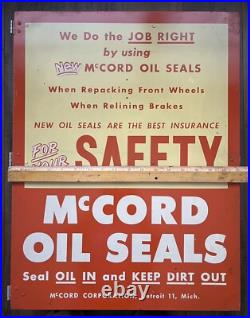 We Do the JOB RIGHT
by using
New McCORD OIL SEALS
When Repacking Front Wheels
When Relining Brakes
NEW OIL SEALS ARE THE BEST INSURANCE
FOR
YOUR
SAFETY
McCORD
OIL SEALS
Seal OIL IN and KEEP DIRT OUT
McCORD CORPORATION, Detroit 11, Mich.